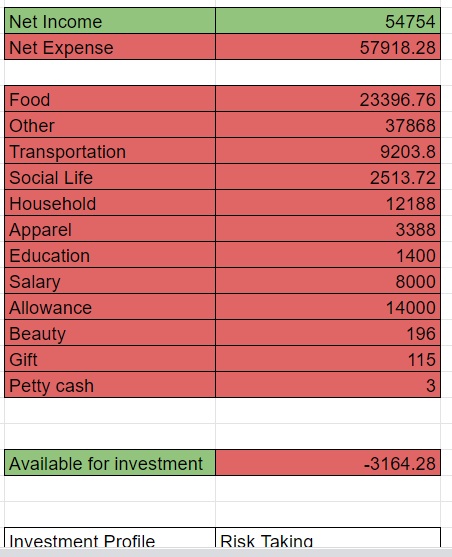 Net Income 54754
Net Expense 57918.28
Food 23396.76
Other 37868
Transportation 9203.8
Social Life 2513.72
Household 12188
Apparel 3388
Education 1400
Salary 8000
Allowance 14000
Beauty 196
Gift 115
Petty cash 3
Available for investment -3164.28
Investment Profile Risk Taking